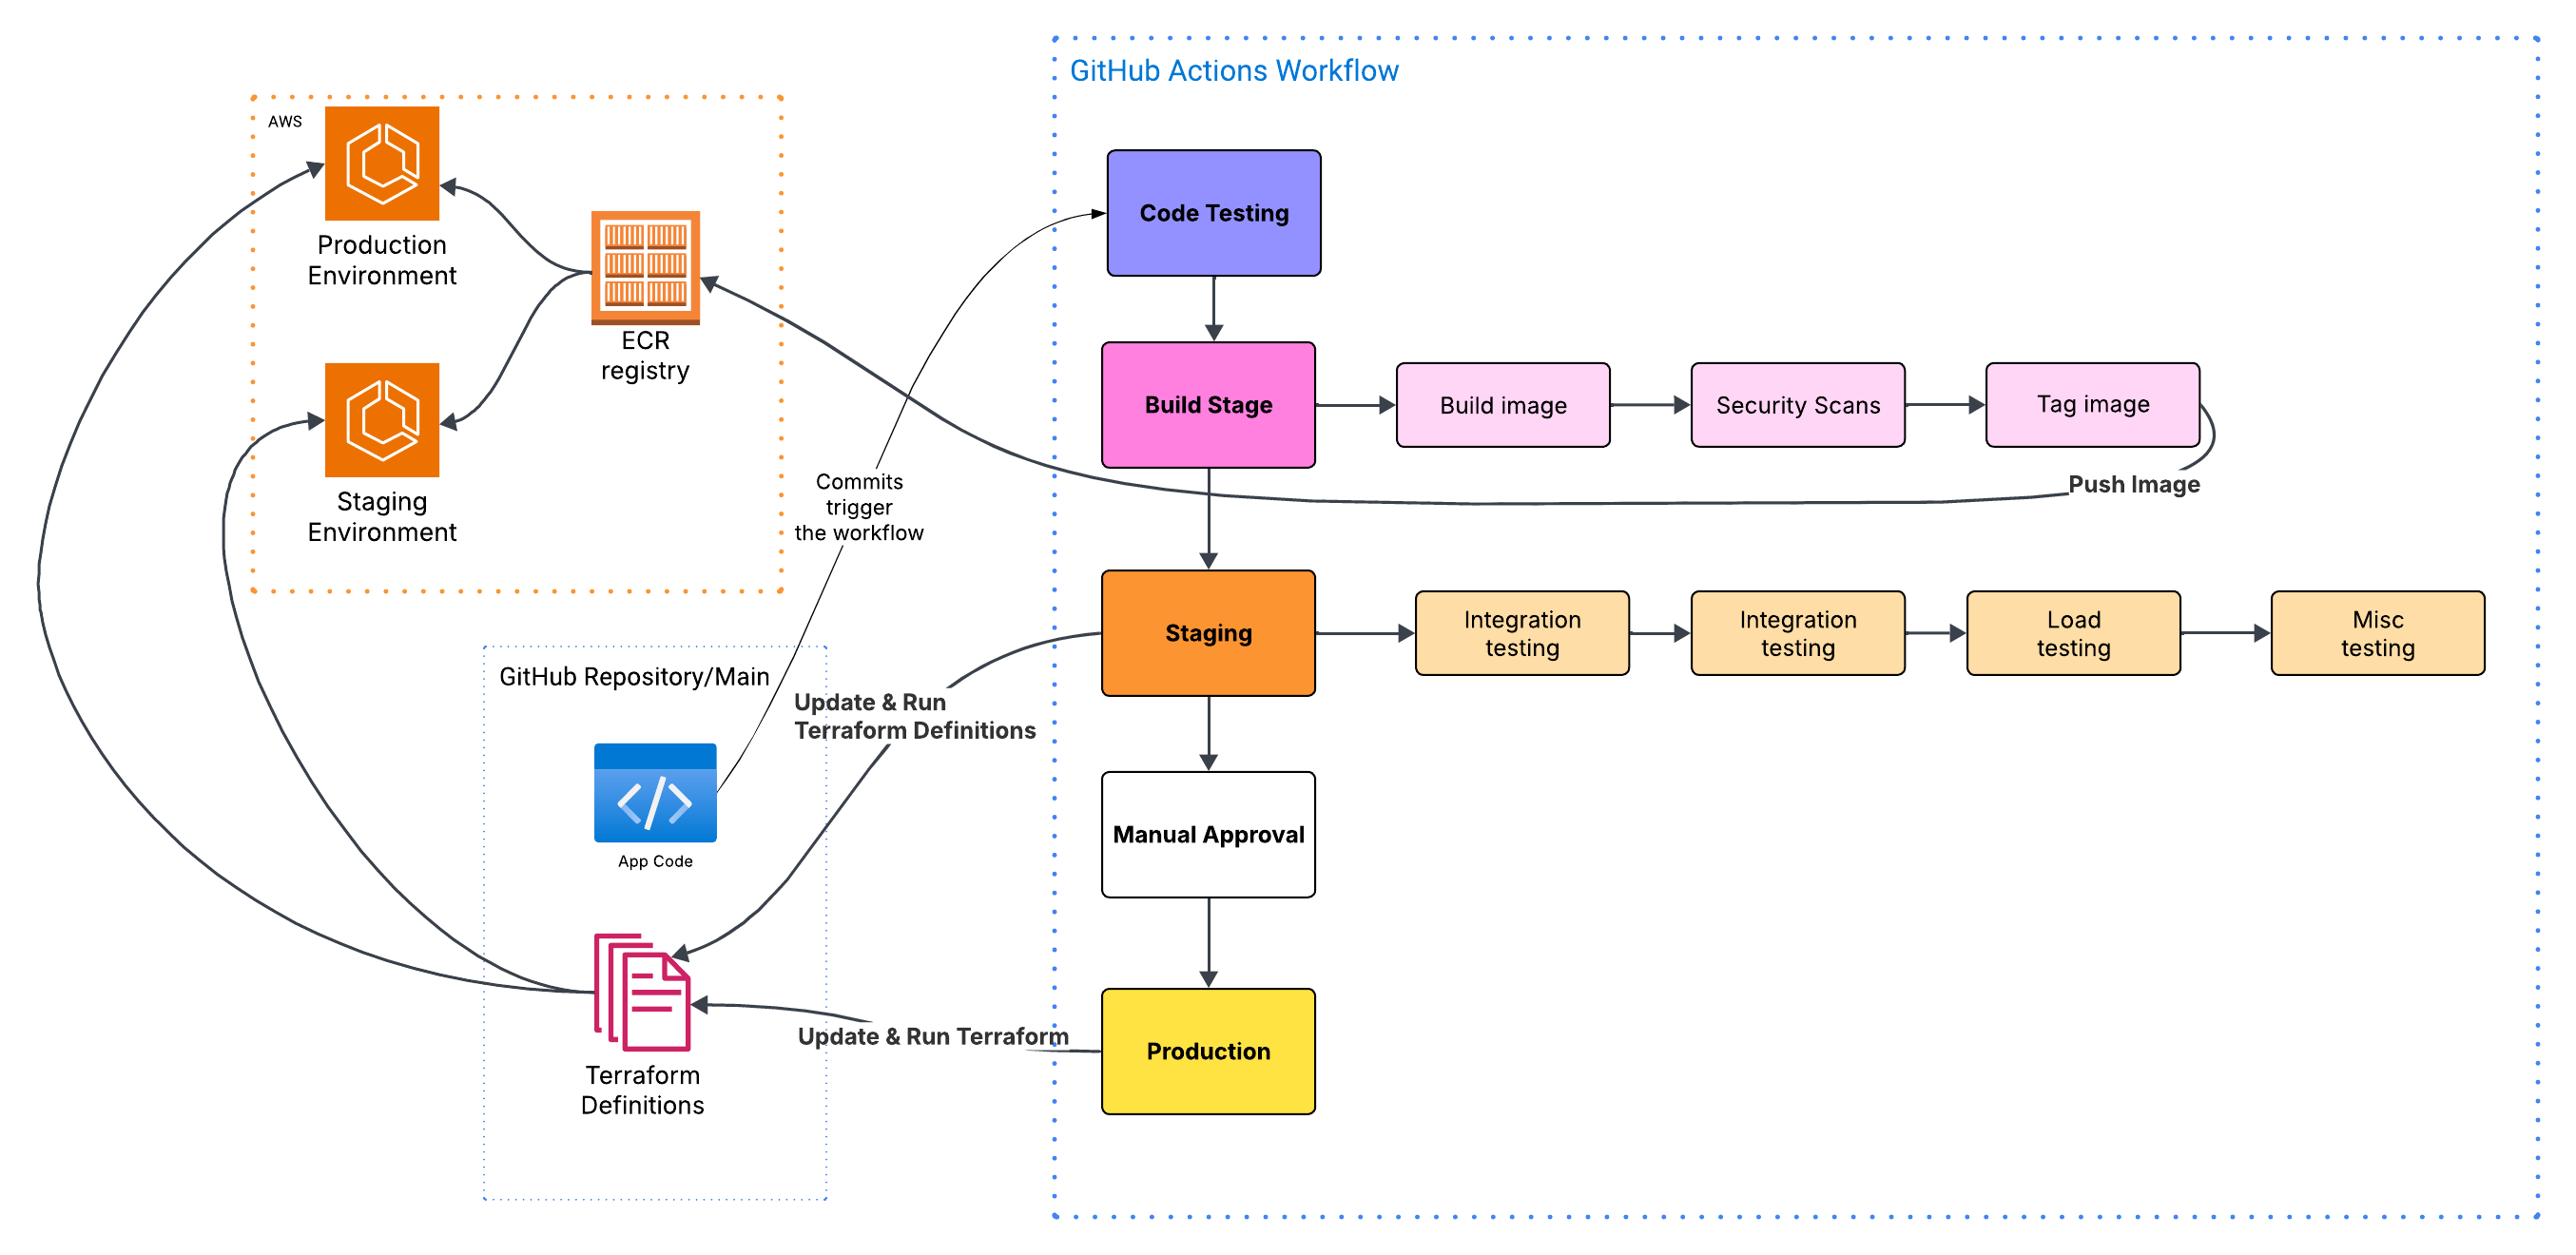 GitHub Actions Workflow
AWS
Production
Environment
ECR
registry
Staging
Environment
Code Testing
Build Stage
Build image
Security Scans
Tag image
Push Image
Commits
trigger
the workflow
Staging
Integration
testing
Integration
testing
Load
testing
Misc
testing
GitHub Repository/Main
Update & Run
Terraform Definitions
App Code
Manual Approval
Terraform
Definitions
Update & Run Terraform
Production